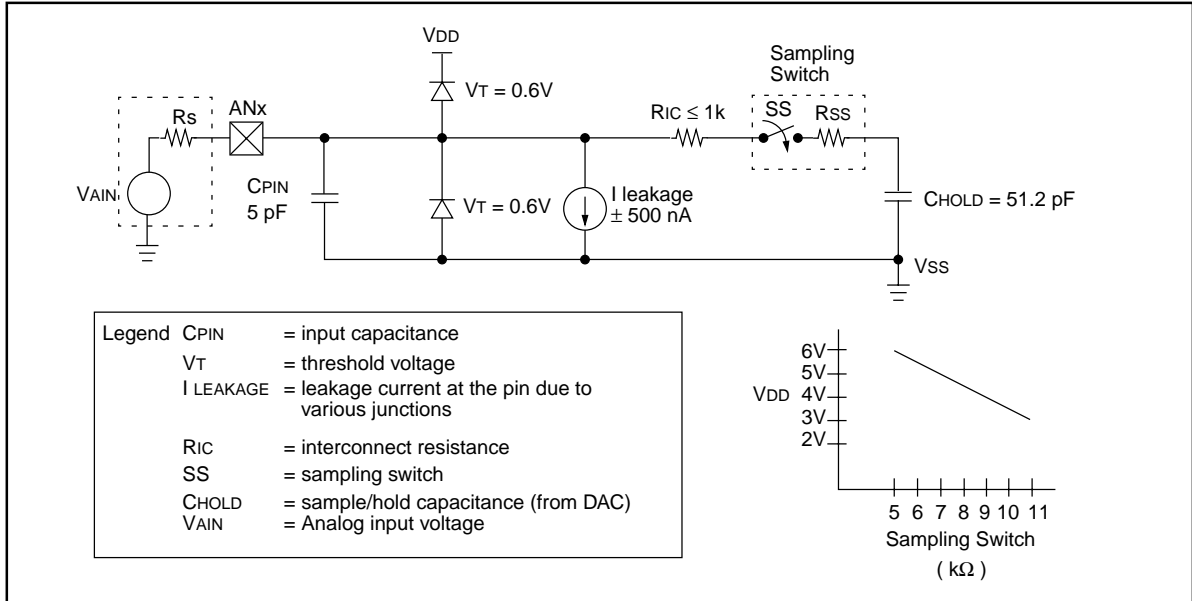 VDD
Sampling
Switch
VT = 0.6V
Rs
ANx
RIC ≤ 1k
SS
RSS
VAIN
CPIN
5 pF
VT = 0.6V
I leakage
± 500 nA
CHOLD = 51.2 pF
VSS
Legend CPIN = input capacitance
VT = threshold voltage
I LEAKAGE = leakage current at the pin due to
various junctions
RIC = interconnect resistance
SS = sampling switch
CHOLD = sample/hold capacitance (from DAC)
VAIN = Analog input voltage
6V
5V
VDD 4V
3V
2V
5 6 7 8 9 10 11
Sampling Switch
( kΩ )